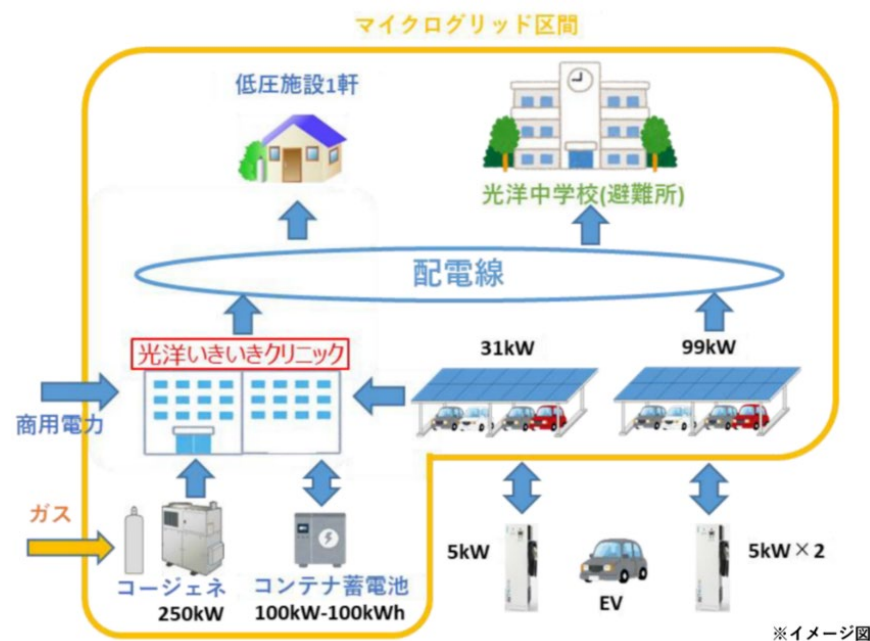 マイクログリッド区間
低圧施設1軒
光洋中学校(避難所)
配電線
光洋いきいきクリニック
31kW
99kW
商用電力
ガス
コージェネ
250kW
コンテナ蓄電池
100kW-100kWh
5kW
EV
5kW×2
※イメージ図